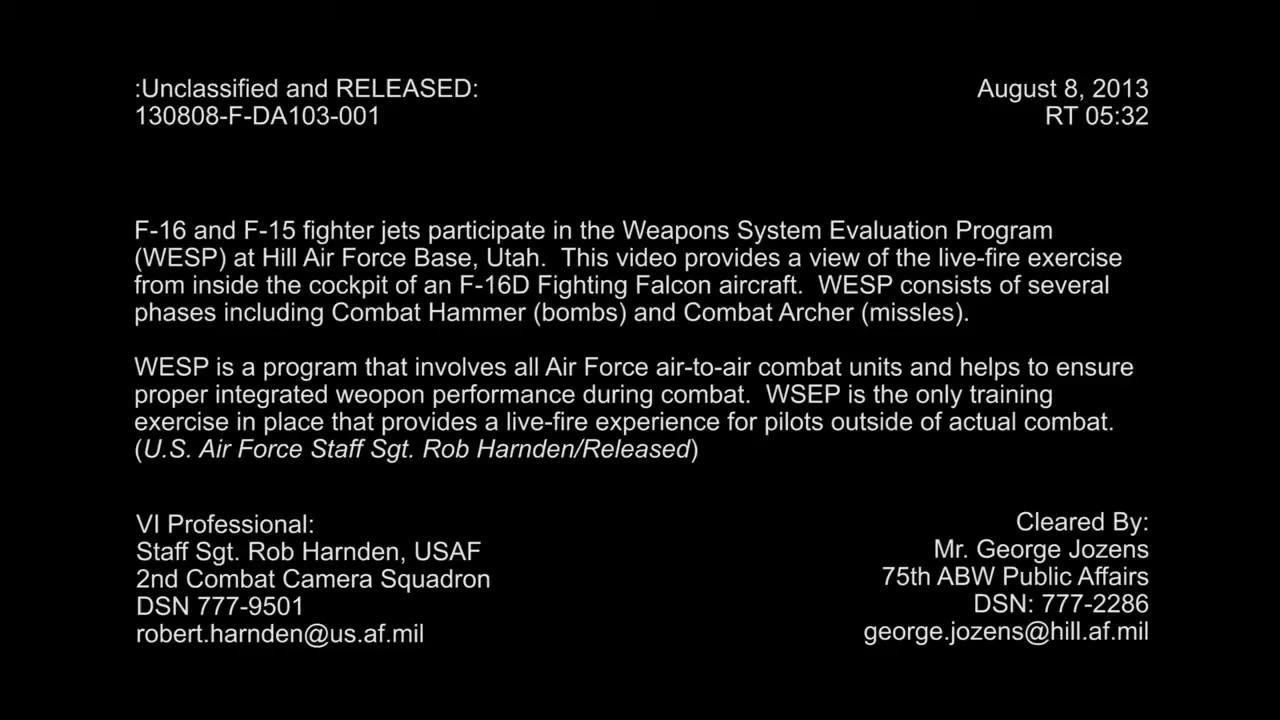 :Unclassified and RELEASED:
130808-F-DA103-001
August 8, 2013
RT 05:32
F-16 and F-15 fighter jets participate in the Weapons System Evaluation Program
(WESP) at Hill Air Force Base, Utah.  This video provides a view of the live-fire exercise
from inside the cockpit of an F-16D Fighting Falcon aircraft.  WESP consists of several
phases including Combat Hammer (bombs) and Combat Archer (missles).
WESP is a program that involves all Air Force air-to-air combat units and helps to ensure
proper integrated weopon performance during combat.  WSEP is the only training
exercise in place that provides a live-fire experience for pilots outside of actual combat.
(U.S. Air Force Staff Sgt. Rob Harnden/Released)
VI Professional:
Staff Sgt. Rob Harnden, USAF
2nd Combat Camera Squadron
DSN 777-9501
robert.harnden@us.af.mil
Cleared By:
Mr. George Jozens
75th ABW Public Affairs
DSN: 777-2286
george.jozens@hill.af.mil